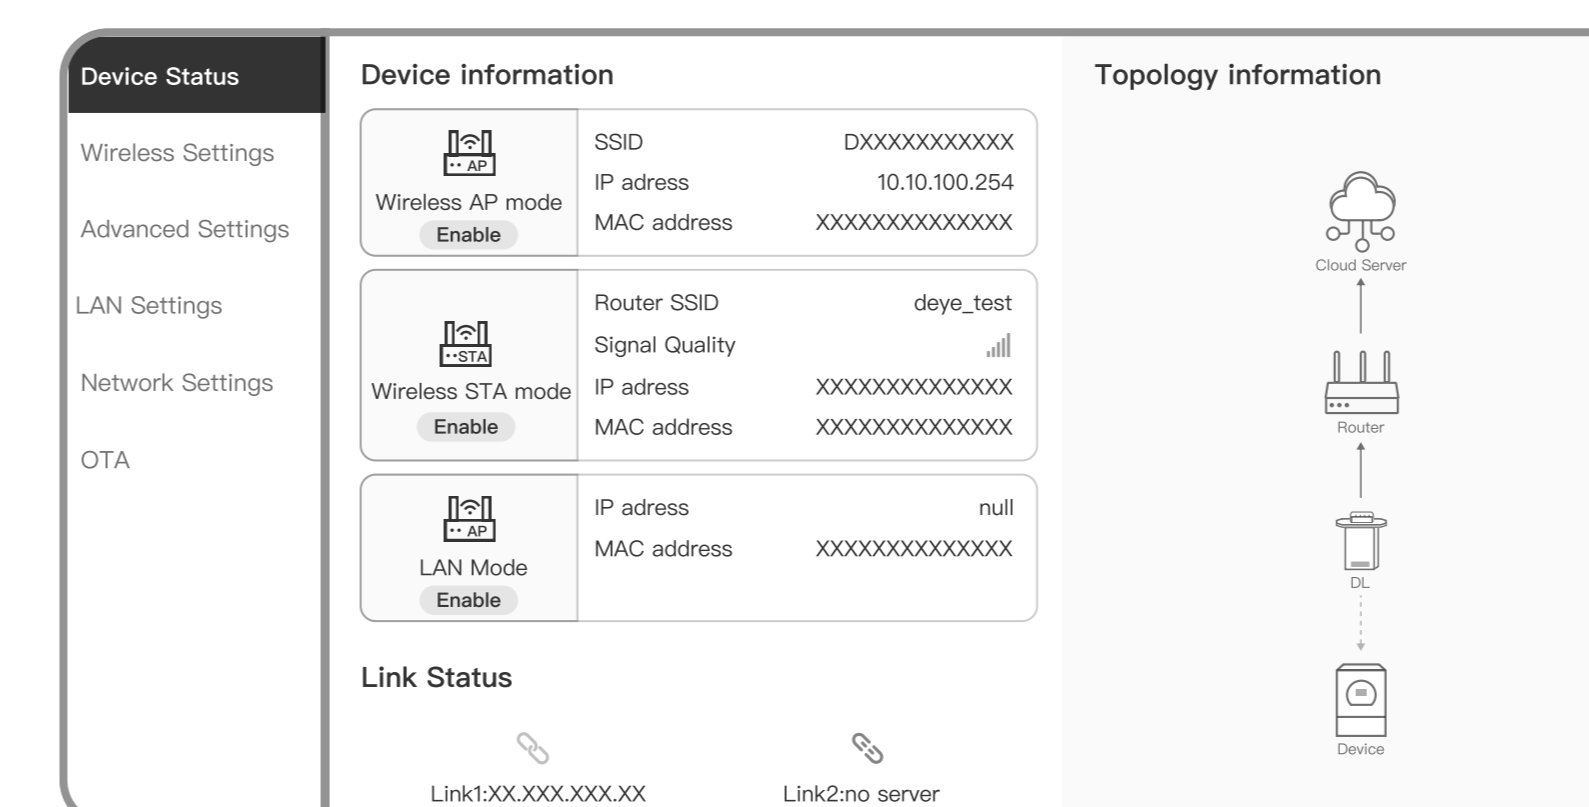 Device Status
Wireless Settings
Advanced Settings
LAN Settings
Network Settings
OTA
Device information
AP
Wireless AP mode
Enable
SSID DXXXXXXXXXXX
IP adress 10.10.100.254
MAC address XXXXXXXXXXXXXX
STA
Wireless STA mode
Enable
Router SSID deye_test
Signal Quality
IP adress XXXXXXXXXXXXXX
MAC address XXXXXXXXXXXXXX
AP
LAN Mode
Enable
IP adress null
MAC address XXXXXXXXXXXXXX
Link Status
Link1:XX.XXX.XXX.XX
Link2:no server
Topology information
Cloud Server
Router
DL
Device